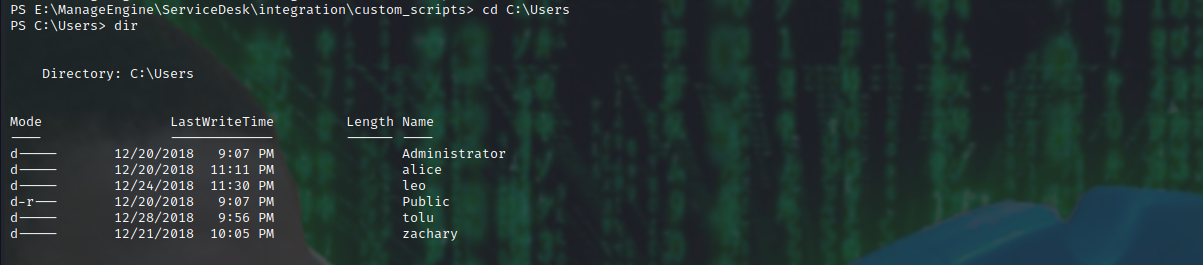 PS E:\ManageEngine\ServiceDesk\integration\custom_scripts> cd C:\Users
PS C:\Users> dir
Directory: C:\Users
Mode LastWriteTime Length Name
---- ------------- ------ ----
d----- 12/20/2018 9:07 PM Administrator
d----- 12/20/2018 11:11 PM alice
d----- 12/24/2018 11:30 PM leo
d-r--- 12/20/2018 9:07 PM Public
d----- 12/28/2018 9:56 PM tolu
d----- 12/21/2018 10:05 PM zachary